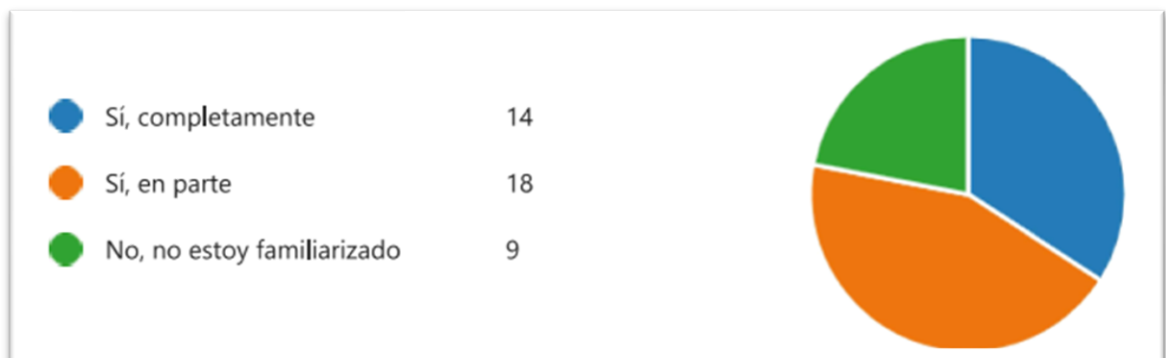 Sí, completamente 14
Sí, en parte 18
No, no estoy familiarizado 9